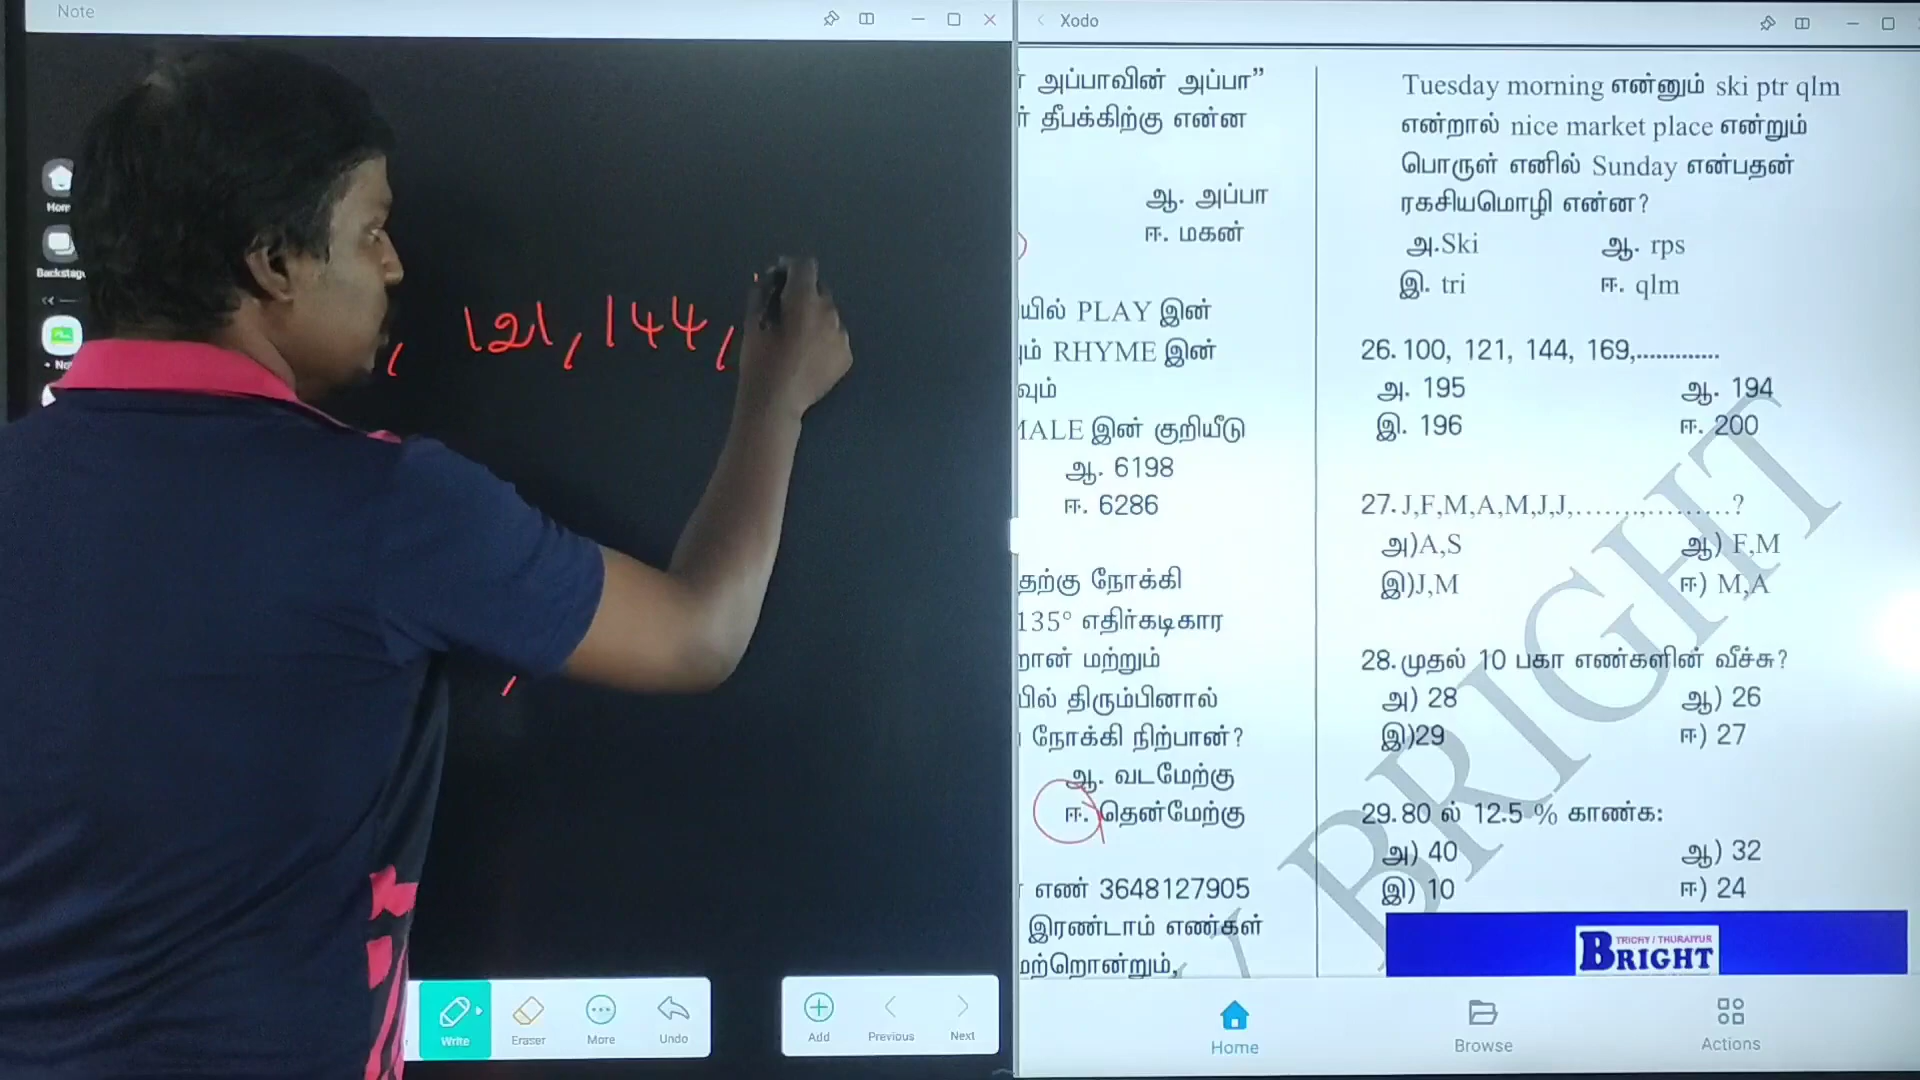 Note
Xodo
Home
Backstage
, 121, 144,
,
Write
Eraser
More
Undo
Add
Previous
Next
அப்பாவின் அப்பா”
தீபக்கிற்கு என்ன
ஆ. அப்பா
ஈ. மகன்
யில் PLAY இன்
ம் RHYME இன்
வும்
MALE இன் குறியீடு
ஆ. 6198
ஈ. 6286
தற்கு நோக்கி
135° எதிர்கடிகார
றான் மற்றும்
யில் திரும்பினால்
நோக்கி நிற்பான்?
ஆ. வடமேற்கு
ஈ. தென்மேற்கு
எண் 3648127905
இரண்டாம் எண்கள்
மற்றொன்றும்,
Tuesday morning என்னும் ski ptr qlm
என்றால் nice market place என்றும்
பொருள் எனில் Sunday என்பதன்
ரகசியமொழி என்ன?
அ.Ski ஆ. rps
இ. tri ஈ. qlm
26. 100, 121, 144, 169,.............
அ. 195 ஆ. 194
இ. 196 ஈ. 200
27. J,F,M,A,M,J,J,.......,.........?
அ)A,S ஆ) F,M
இ)J,M ஈ) M,A
28. முதல் 10 பகா எண்களின் வீச்சு?
அ) 28 ஆ) 26
இ)29 ஈ) 27
29. 80 ல் 12.5 % காண்க:
அ) 40 ஆ) 32
இ) 10 ஈ) 24
BRIGHT
TRICHY / THURAIYUR
BRIGHT
Home
Browse
Actions